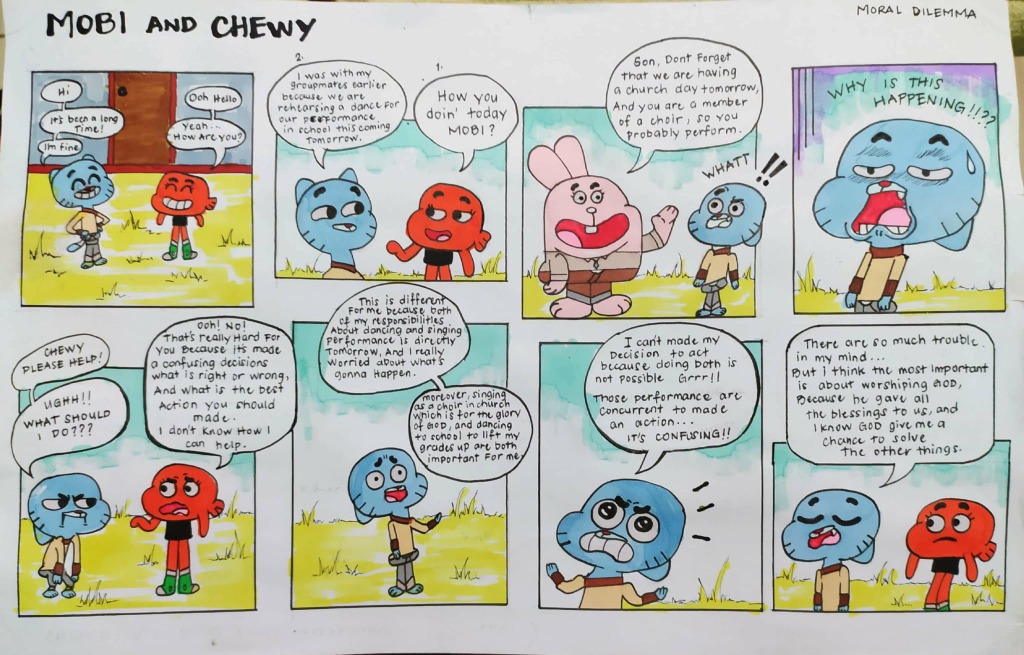 MOBI AND CHEWY
MORAL DILEMMA
Hi
Ooh Hello
It's been a long
Time!
Yeah...
How Are you?
Im fine
1.
How you
doin' today
MOBI?
2.
I was with my
groupmates earlier
because we are
rehearsing a dance for
our performance
in school this coming
Tomorrow.
Son, Dont Forget
that we are having
a church day tomorrow,
And you are a member
of a choir, so you
probably perform.
WHATT !!
WHY IS THIS
HAPPENING!!??
CHEWY
PLEASE HELP!
UGHH!!
WHAT SHOULD
I DO???
Ooh! NO!
That's really Hard For
you Because its made
a confusing decisions
what is right or wrong,
And what is the best
Action you should
made.
I don't know How I
can help.
This is different
For me because both
of my responsibilities
About dancing and singing
performance is directly
Tomorrow, And I really
Worried about what's
gonna Happen.
moreover, singing
as a choir in church
which is for the glory
of GOD, and dancing
to school to lift my
grades up are both
important For me.
I can't made my
Decision to act
because doing both is
not possible Grrr!!
Those performance are
concurrent to made
an action...
IT'S CONFUSING!!
There are so much trouble
in my mind...
But i think the most Important
is about worshiping GOD,
Because he gave all
the blessings to us, and
I know GOD give me a
chance to solve
The other things.